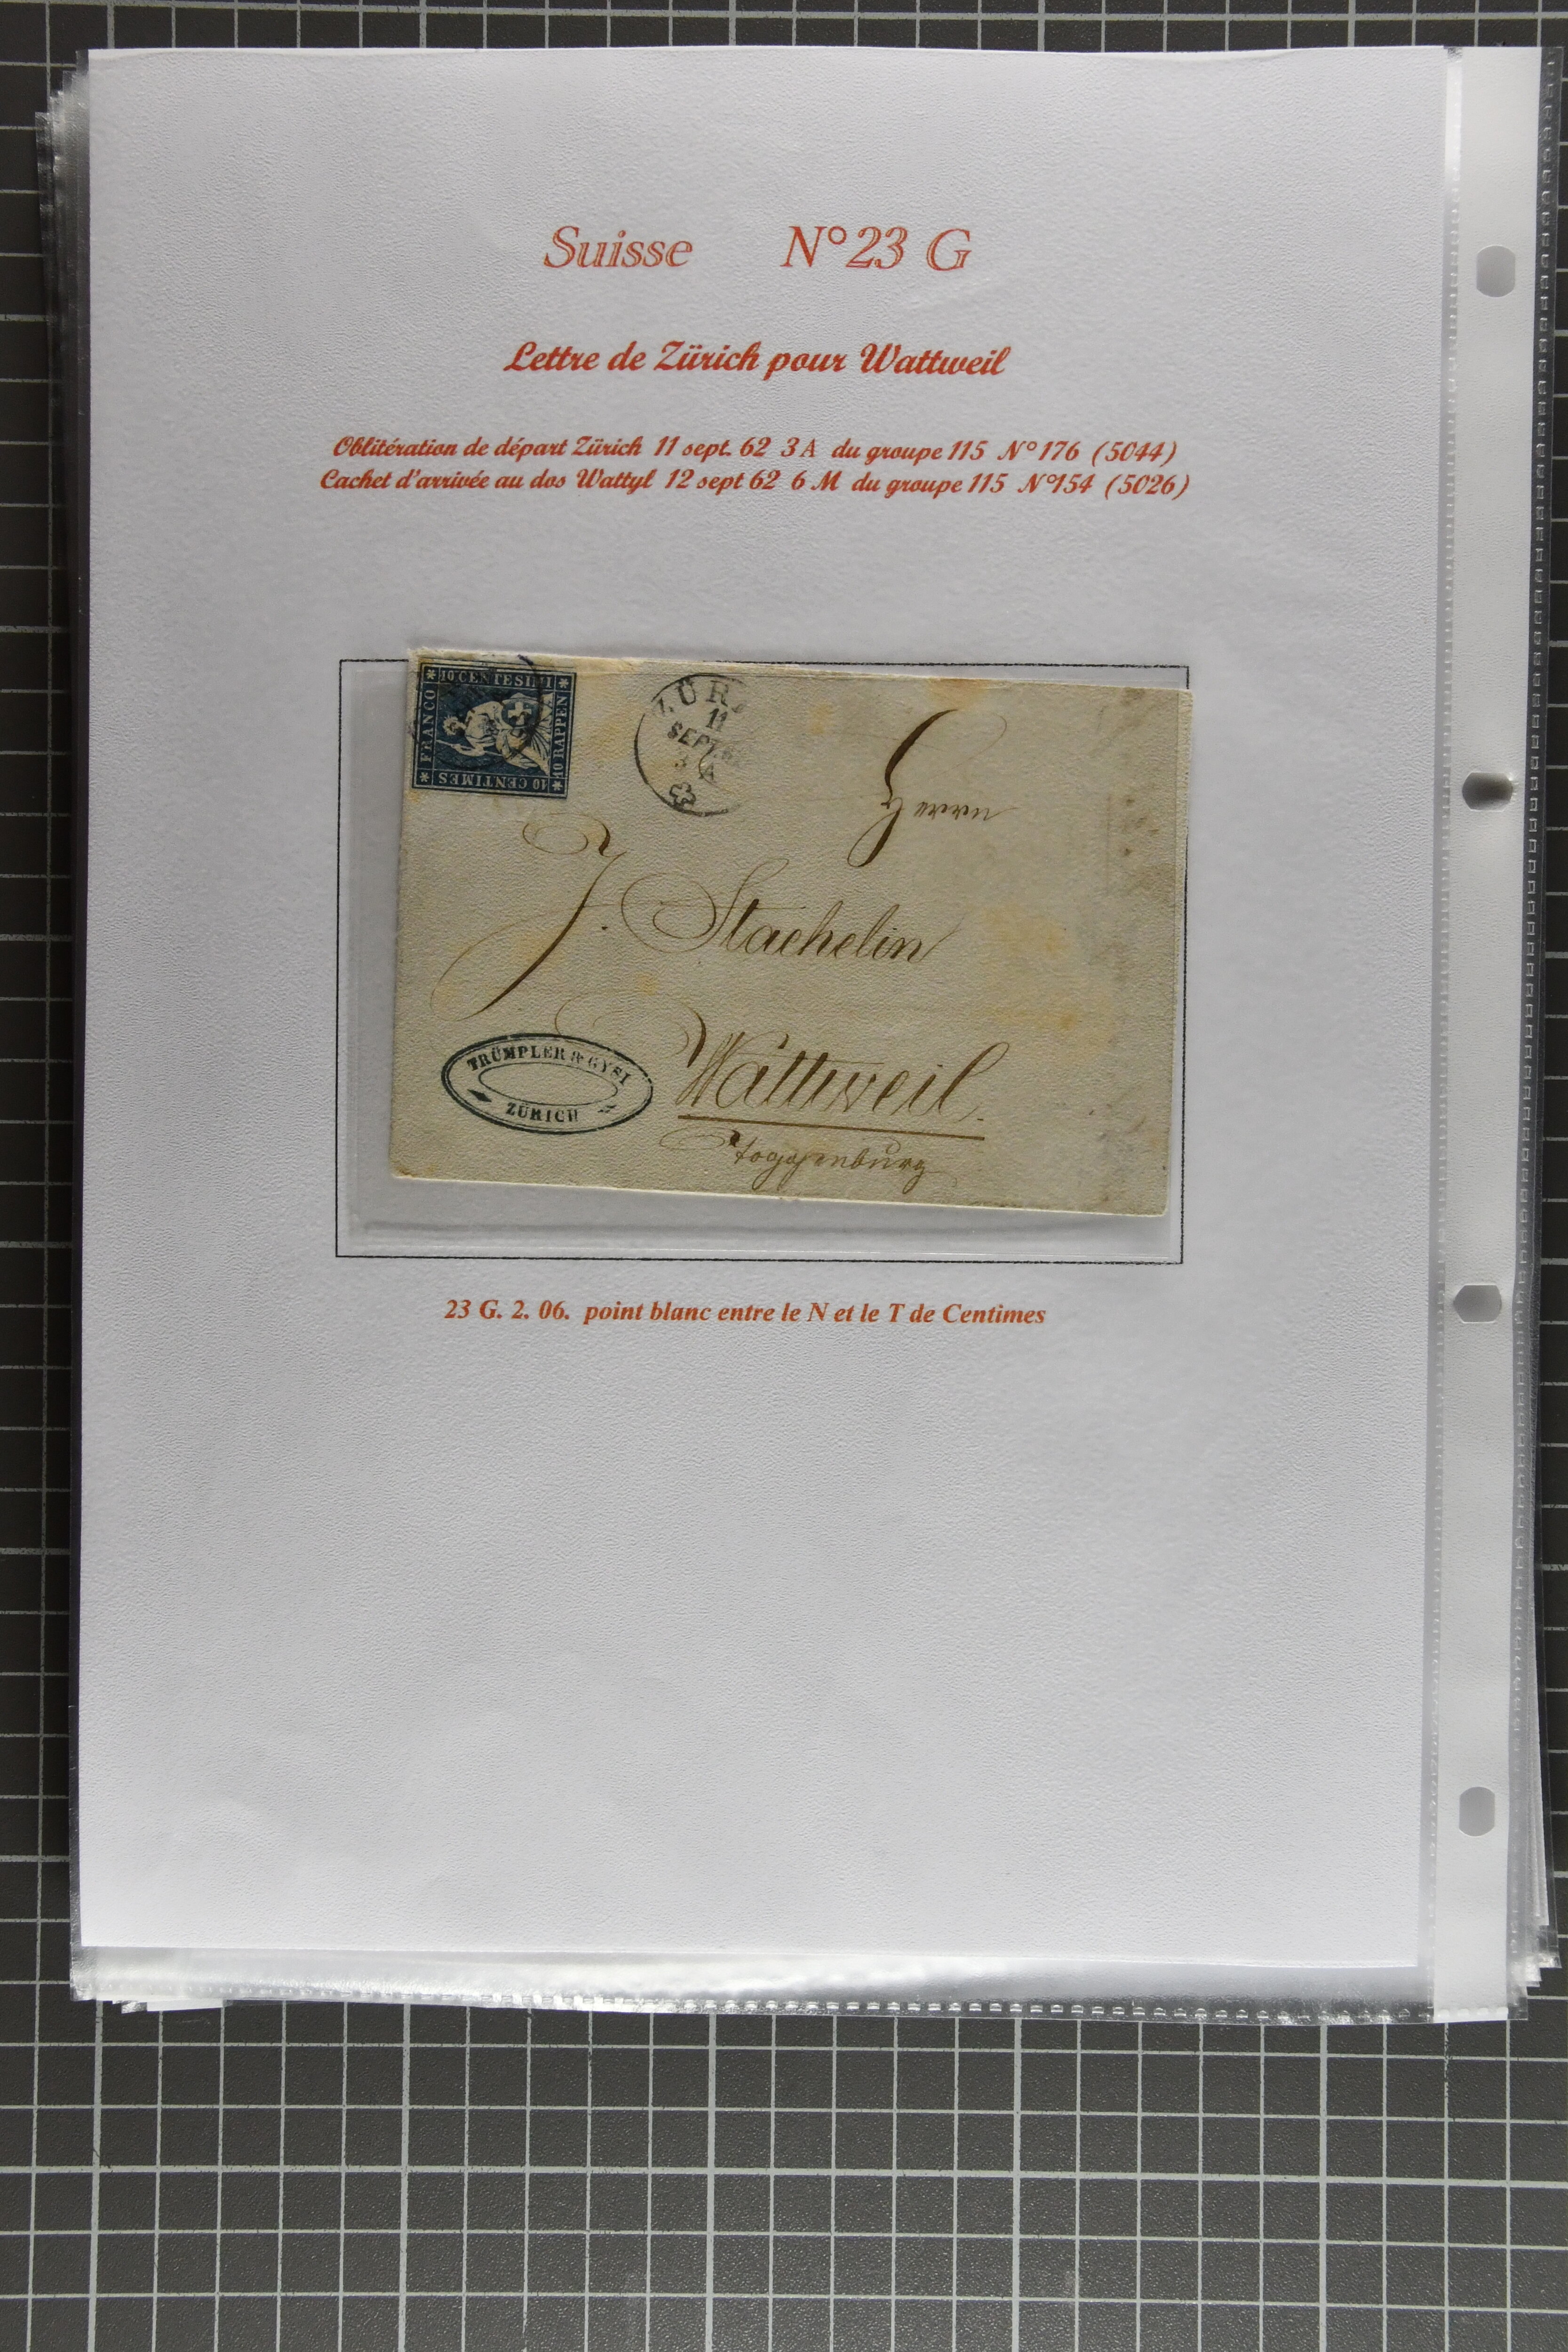 Suisse N° 23 G
Lettre de Zürich pour Wattweil
Oblitération de départ Zürich 11 sept. 62 3 A du groupe 115 N° 176 (5044)
Cachet d'arrivée au dos Wattyl 12 sept 62 6 M du groupe 115 N°154 (5026)
10 CENTESIMI
FRANCO
10 RAPPEN
10 CENTIMES
11
SEPT
3 A
Herrn
J. Stachelin
Wattweil.
Toggenburg
TRÜMPLER & GYSI
ZÜRICH
23 G. 2. 06. point blanc entre le N et le T de Centimes